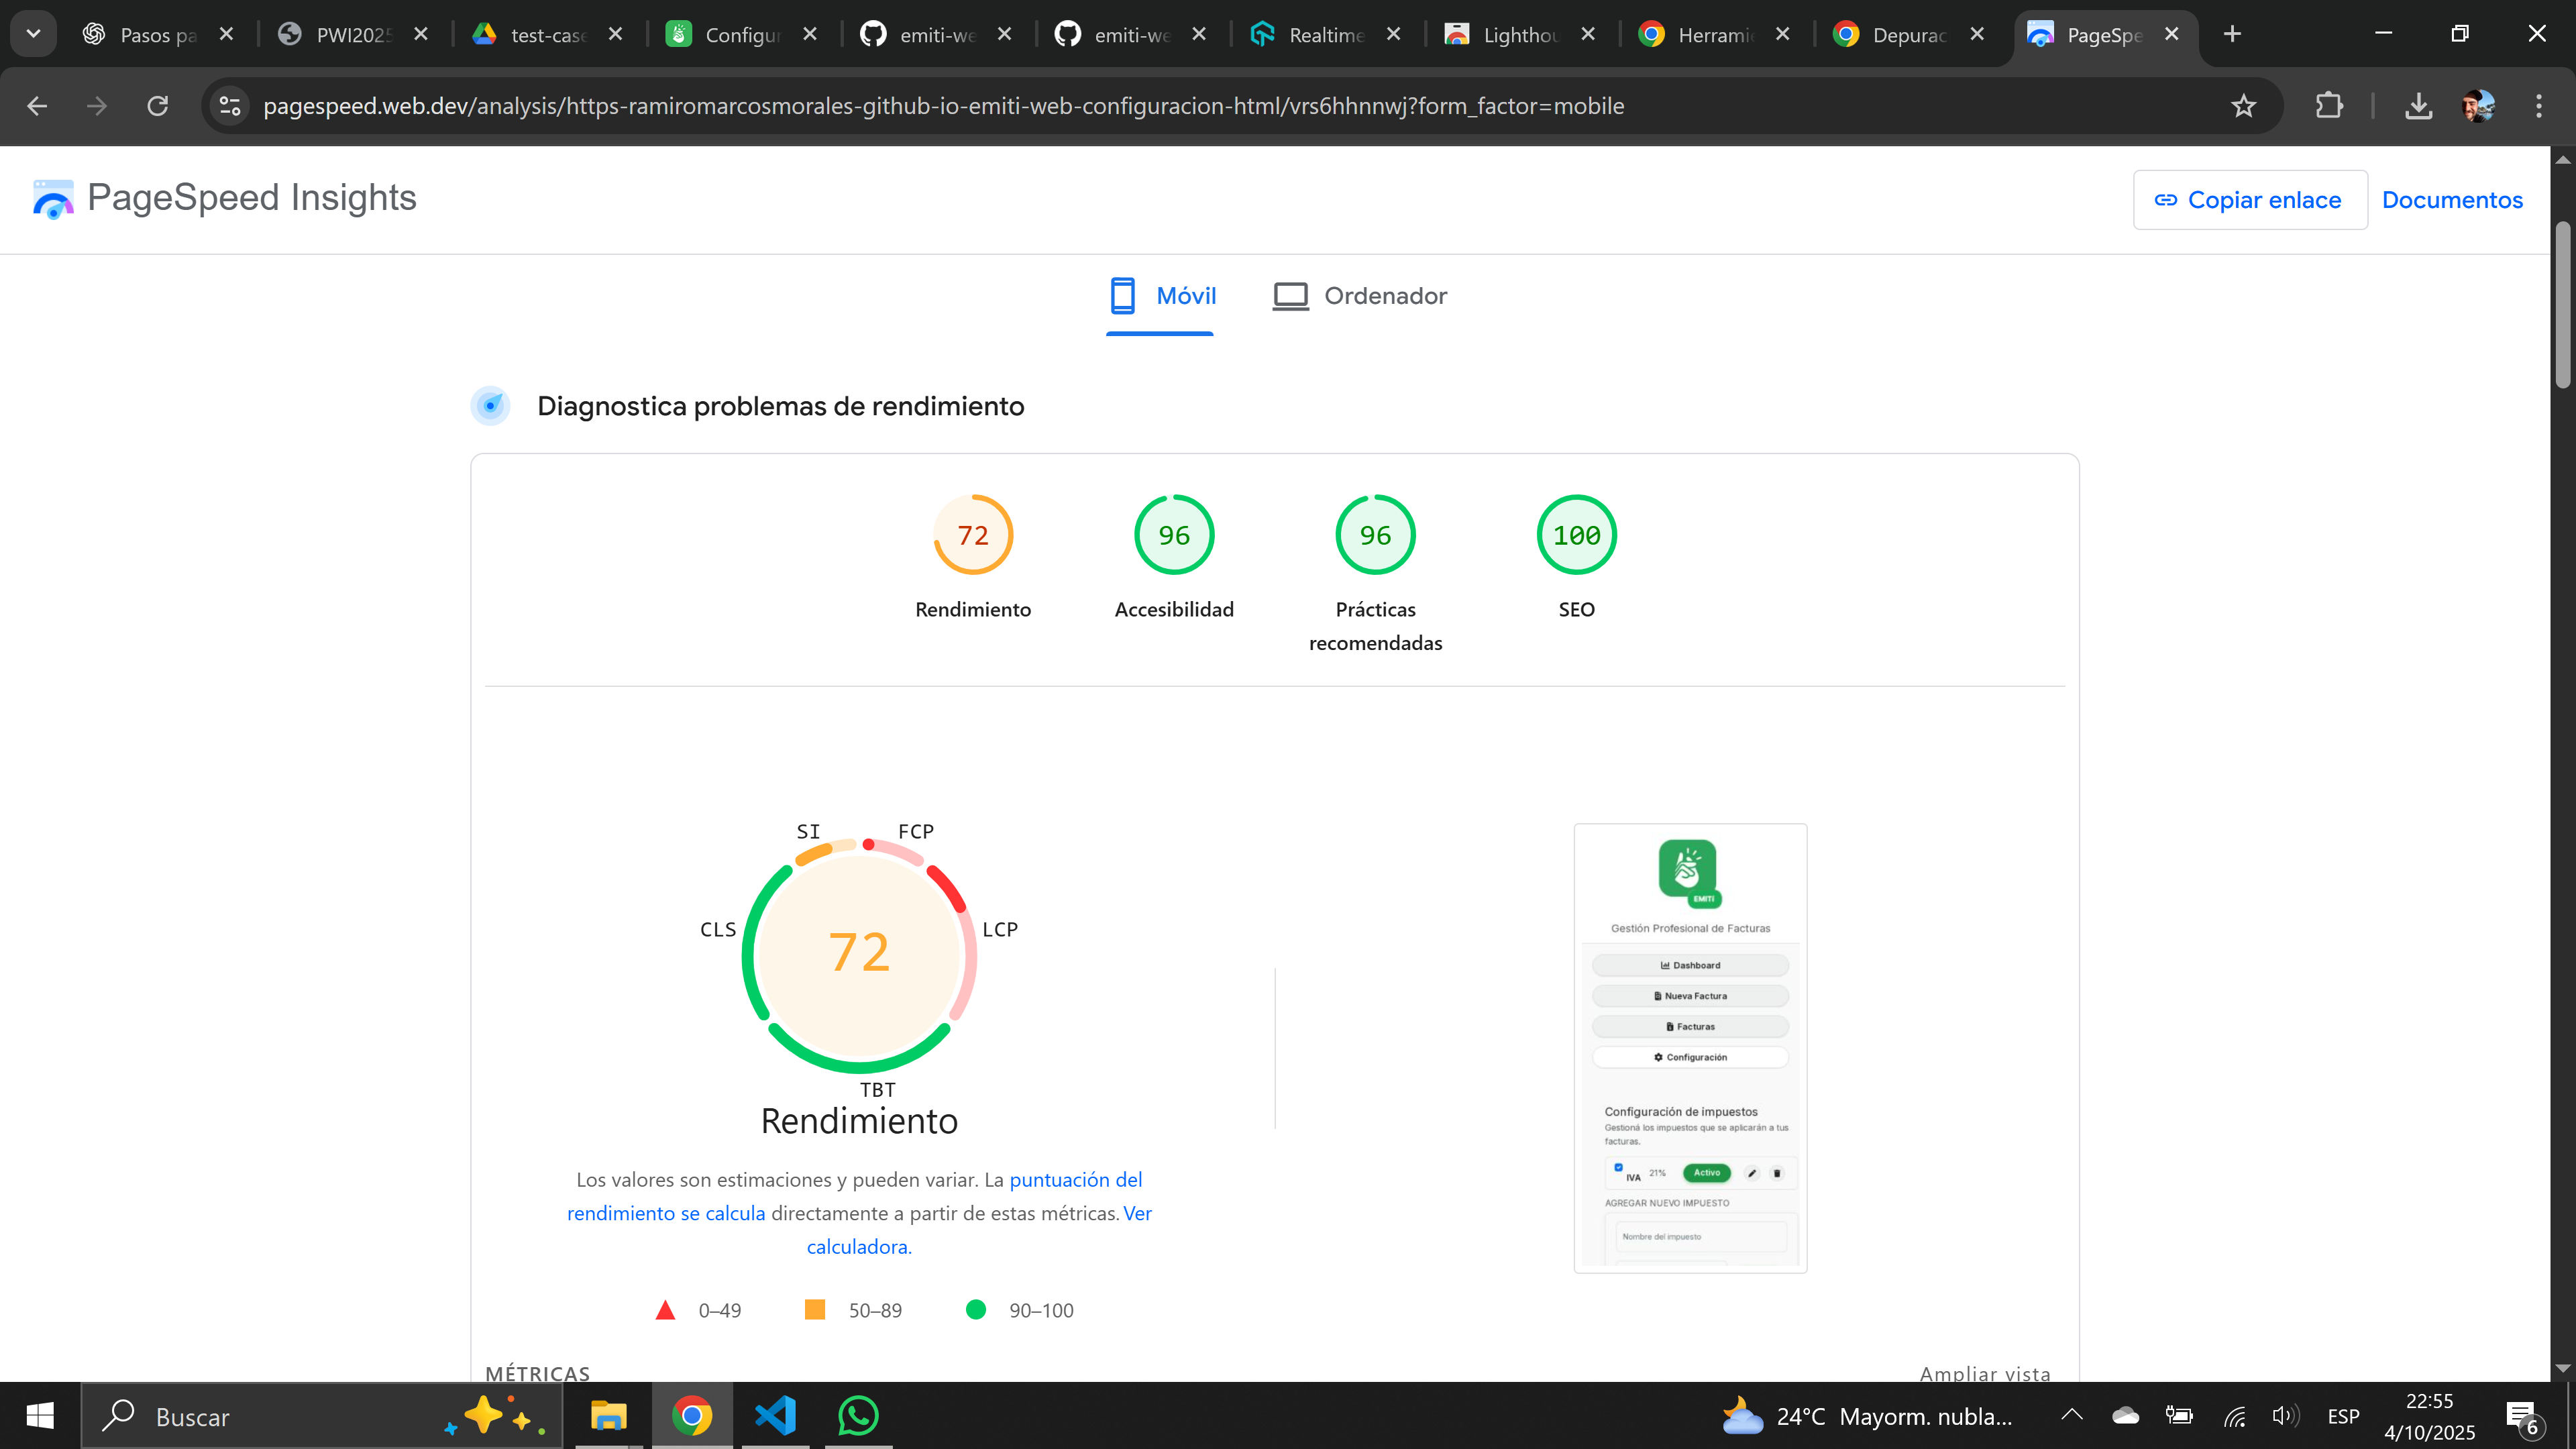 Pasos pa
PWI2025
test-case
Configur
emiti-we
emiti-we
Realtime
Lighthou
Herramie
Depurac
PageSpe
pagespeed.web.dev/analysis/https-ramiromarcosmorales-github-io-emiti-web-configuracion-html/vrs6hhnnwj?form_factor=mobile
PageSpeed Insights
Copiar enlace
Documentos
Móvil
Ordenador
Diagnostica problemas de rendimiento
72
96
96
100
Rendimiento
Accesibilidad
Prácticas
recomendadas
SEO
SI
FCP
CLS
LCP
72
TBT
Rendimiento
Los valores son estimaciones y pueden variar. La puntuación del
rendimiento se calcula directamente a partir de estas métricas. Ver
calculadora.
0–49
50–89
90–100
EMITÍ
Gestión Profesional de Facturas
Dashboard
Nueva Factura
Facturas
Configuración
Configuración de impuestos
Gestioná los impuestos que se aplicarán a tus
facturas.
IVA 21% Activo
AGREGAR NUEVO IMPUESTO
Nombre del impuesto
MÉTRICAS
Ampliar vista
Buscar
24°C Mayorm. nubla...
ESP
22:55
4/10/2025
6